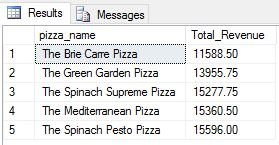 Results Messages
pizza_name Total_Revenue
1 The Brie Carre Pizza 11588.50
2 The Green Garden Pizza 13955.75
3 The Spinach Supreme Pizza 15277.75
4 The Mediterranean Pizza 15360.50
5 The Spinach Pesto Pizza 15596.00